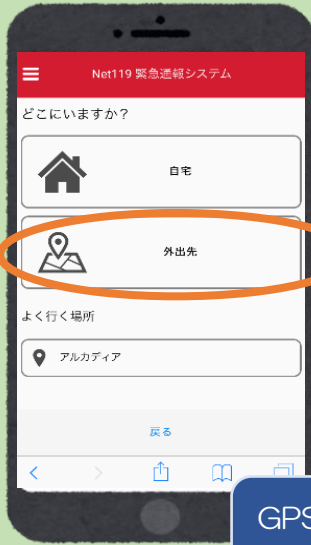 Net119 緊急通報システム
どこにいますか？
自宅
外出先
よく行く場所
アルカディア
戻る
GPS